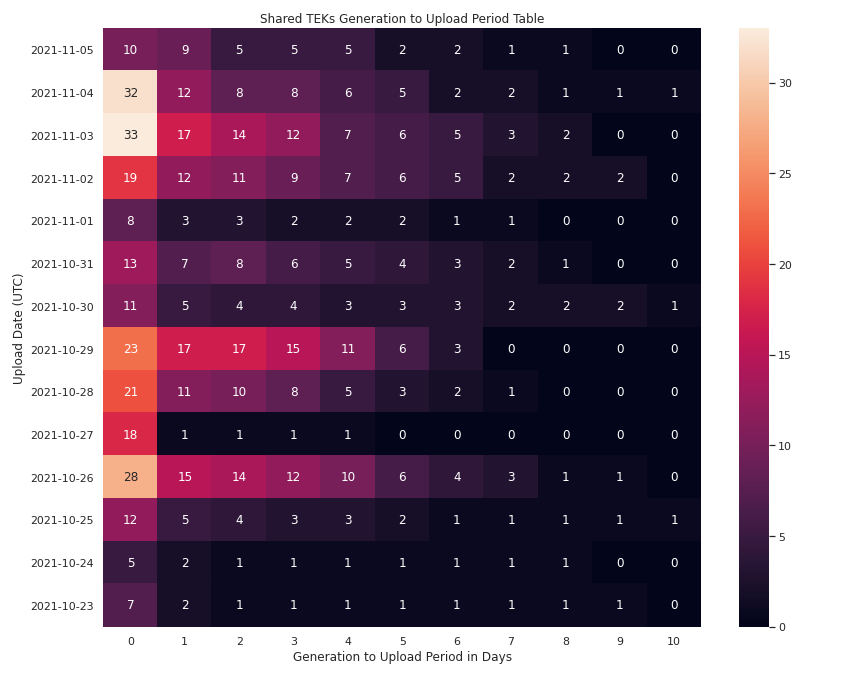 Shared TEKs Generation to Upload Period Table
Upload Date (UTC)
2021-11-05 10 9 5 5 5 2 2 1 1 0 0
2021-11-04 32 12 8 8 6 5 2 2 1 1 1
2021-11-03 33 17 14 12 7 6 5 3 2 0 0
2021-11-02 19 12 11 9 7 6 5 2 2 2 0
2021-11-01 8 3 3 2 2 2 1 1 0 0 0
2021-10-31 13 7 8 6 5 4 3 2 1 0 0
2021-10-30 11 5 4 4 3 3 3 2 2 2 1
2021-10-29 23 17 17 15 11 6 3 0 0 0 0
2021-10-28 21 11 10 8 5 3 2 1 0 0 0
2021-10-27 18 1 1 1 1 0 0 0 0 0 0
2021-10-26 28 15 14 12 10 6 4 3 1 1 0
2021-10-25 12 5 4 3 3 2 1 1 1 1 1
2021-10-24 5 2 1 1 1 1 1 1 1 0 0
2021-10-23 7 2 1 1 1 1 1 1 1 1 0
0 1 2 3 4 5 6 7 8 9 10
Generation to Upload Period in Days
30
25
20
15
10
5
0